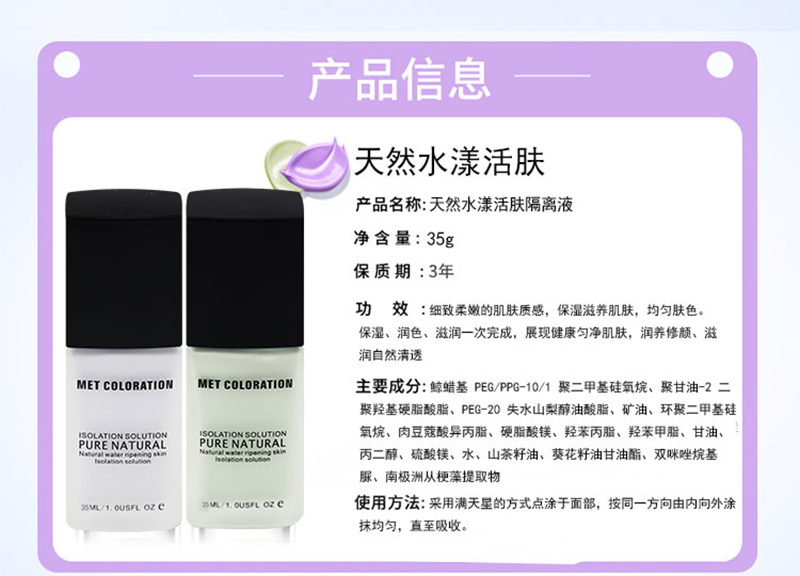 产品信息
天然水漾活肤
产品名称:天然水漾活肤隔离液
净含量:35g
保质期:3年
功 效:细致柔嫩的肌肤质感，保湿滋养肌肤，均匀肤色。
保湿、润色、滋润一次完成，展现健康匀净肌肤，润养修颜、滋
润自然清透
主要成分:鲸蜡基 PEG/PPG-10/1 聚二甲基硅氧烷、聚甘油-2 二
聚羟基硬脂酸脂、PEG-20 失水山梨醇油酸脂、矿油、环聚二甲基硅
氧烷、肉豆蔻酸异丙脂、硬脂酸镁、羟苯丙脂、羟苯甲脂、甘油、
丙二醇、硫酸镁、水、山茶籽油、葵花籽油甘油酯、双咪唑烷基
脲、南极洲从梗藻提取物
使用方法:采用满天星的方式点涂于面部，按同一方向由内向外涂
抹均匀，直至吸收。
MET COLORATION
ISOLATION SOLUTION
PURE NATURAL
Natural water ripening skin
Isolation solution
35ML/1.0USFL OZ e
MET COLORATION
ISOLATION SOLUTION
PURE NATURAL
Natural water ripening skin
Isolation solution
35ML/1.0USFL OZ e